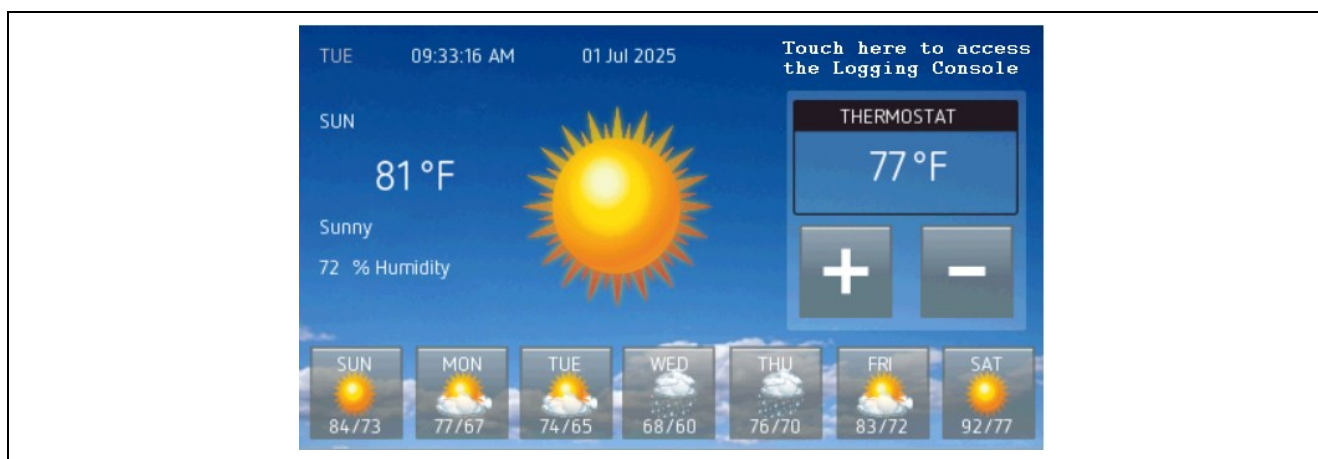 TUE 09:33:16 AM 01 Jul 2025
Touch here to access
the Logging Console
SUN
81 °F
Sunny
72 % Humidity
THERMOSTAT
77 °F
+ −
SUN MON TUE WED THU FRI SAT
84/73 77/67 74/65 68/60 76/70 83/72 92/77